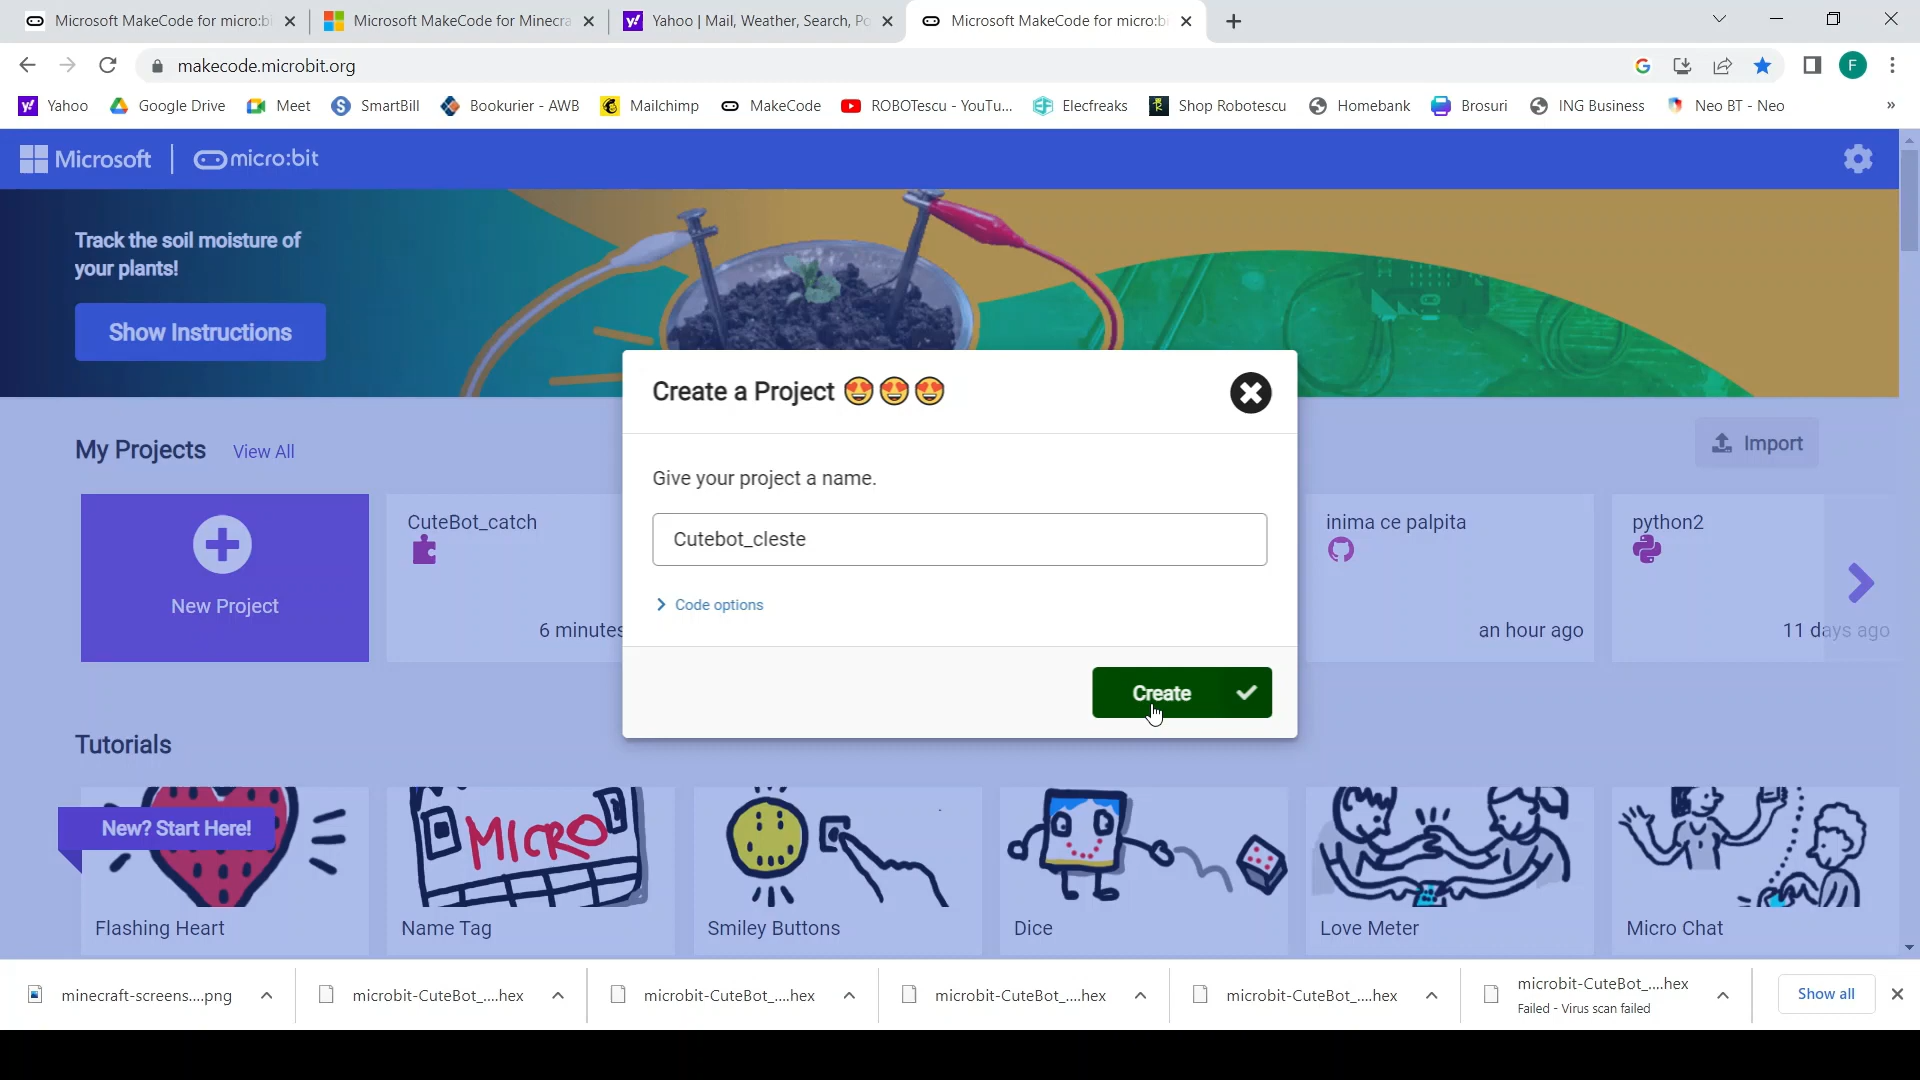 Microsoft MakeCode for micro:bi
Microsoft MakeCode for Minecra
Yahoo | Mail, Weather, Search, Po
Microsoft MakeCode for micro:bi
makecode.microbit.org
F
Yahoo
Google Drive
Meet
SmartBill
Bookurier - AWB
Mailchimp
MakeCode
ROBOTescu - YouTu...
Elecfreaks
Shop Robotescu
Homebank
Brosuri
ING Business
Neo BT - Neo
»
Microsoft | micro:bit
Track the soil moisture of
your plants!
Show Instructions
Create a Project 😍😍😍
Give your project a name.
Cutebot_cleste
Code options
Create
My Projects
View All
Import
New Project
CuteBot_catch
6 minutes
inima ce palpita
an hour ago
python2
11 days ago
Tutorials
New? Start Here!
MICRO
Flashing Heart
Name Tag
Smiley Buttons
Dice
Love Meter
Micro Chat
minecraft-screens....png
microbit-CuteBot_....hex
microbit-CuteBot_....hex
microbit-CuteBot_....hex
microbit-CuteBot_....hex
microbit-CuteBot_....hex
Failed - Virus scan failed
Show all